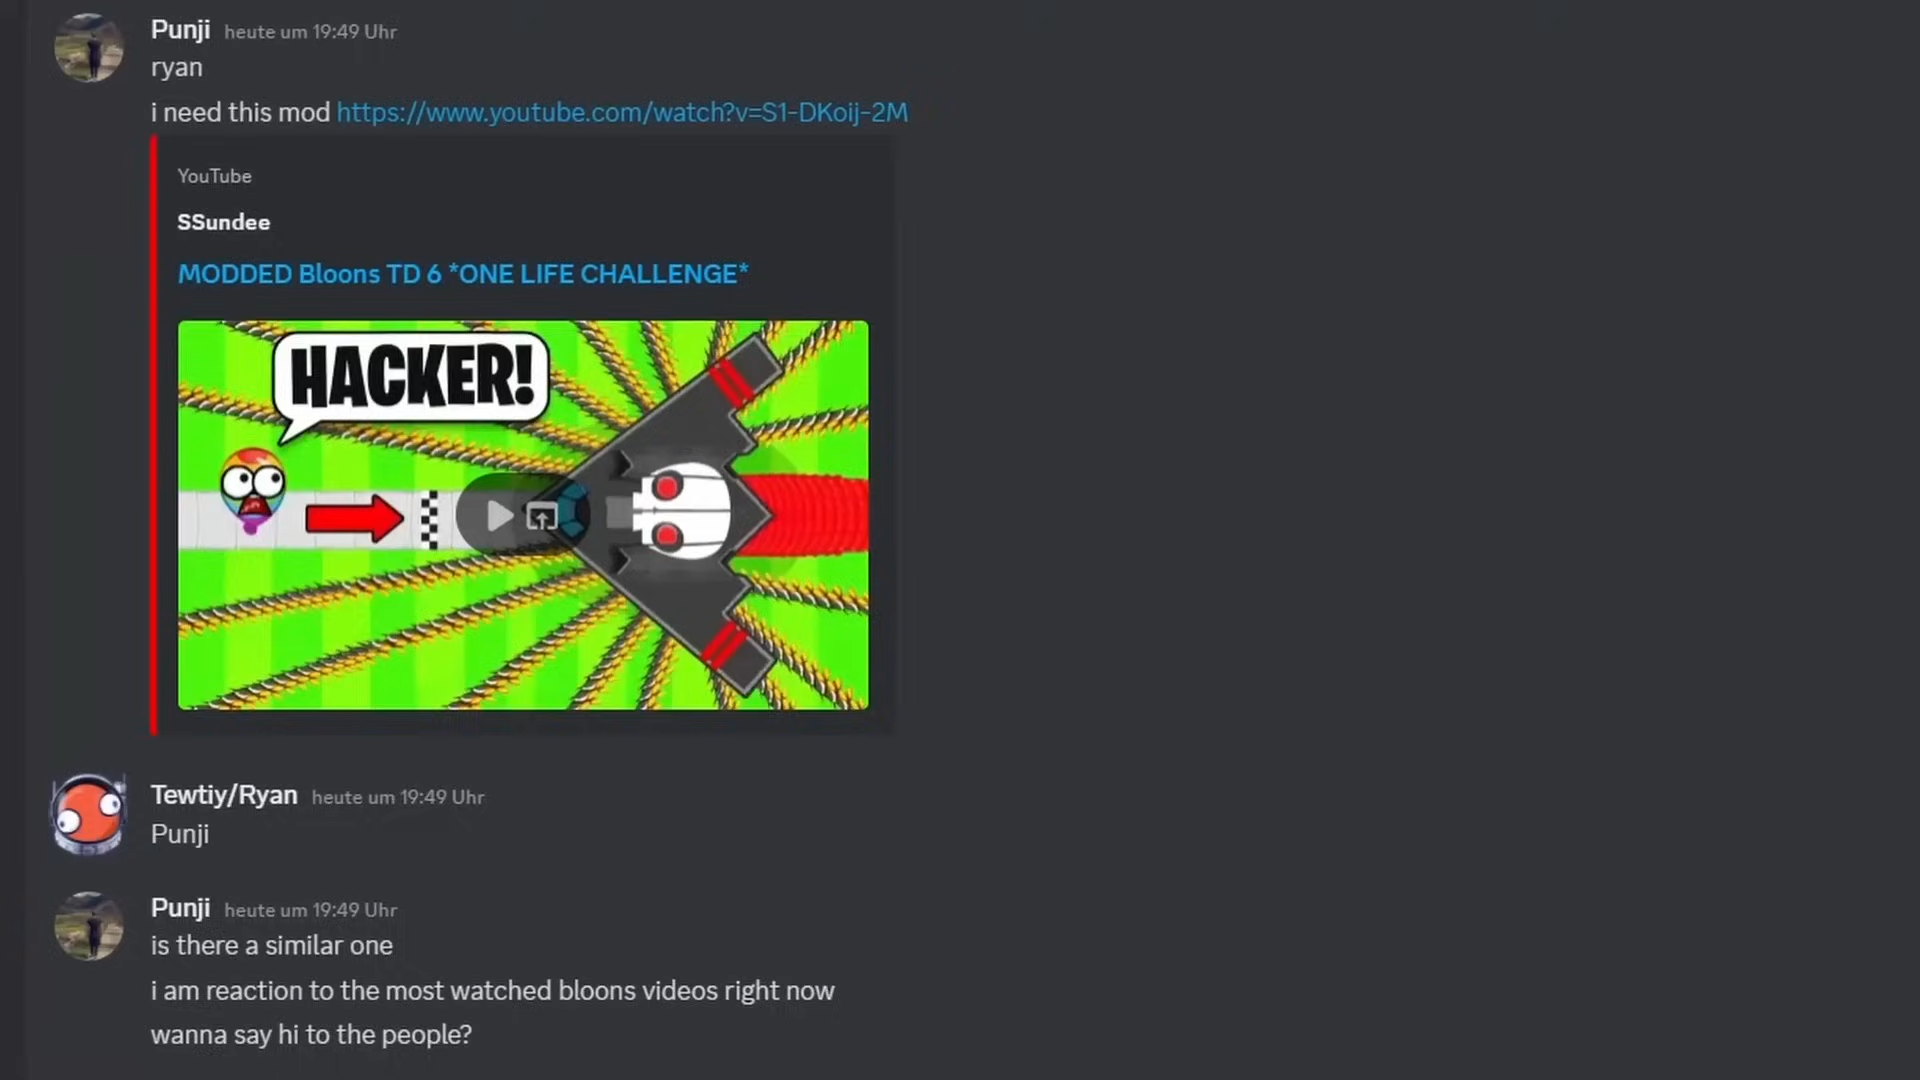 Punji heute um 19:49 Uhr
ryan
i need this mod https://www.youtube.com/watch?v=S1-DKoij-2M
YouTube
SSundee
MODDED Bloons TD 6 *ONE LIFE CHALLENGE*
HACKER!
Tewtiy/Ryan heute um 19:49 Uhr
Punji
Punji heute um 19:49 Uhr
is there a similar one
i am reaction to the most watched bloons videos right now
wanna say hi to the people?